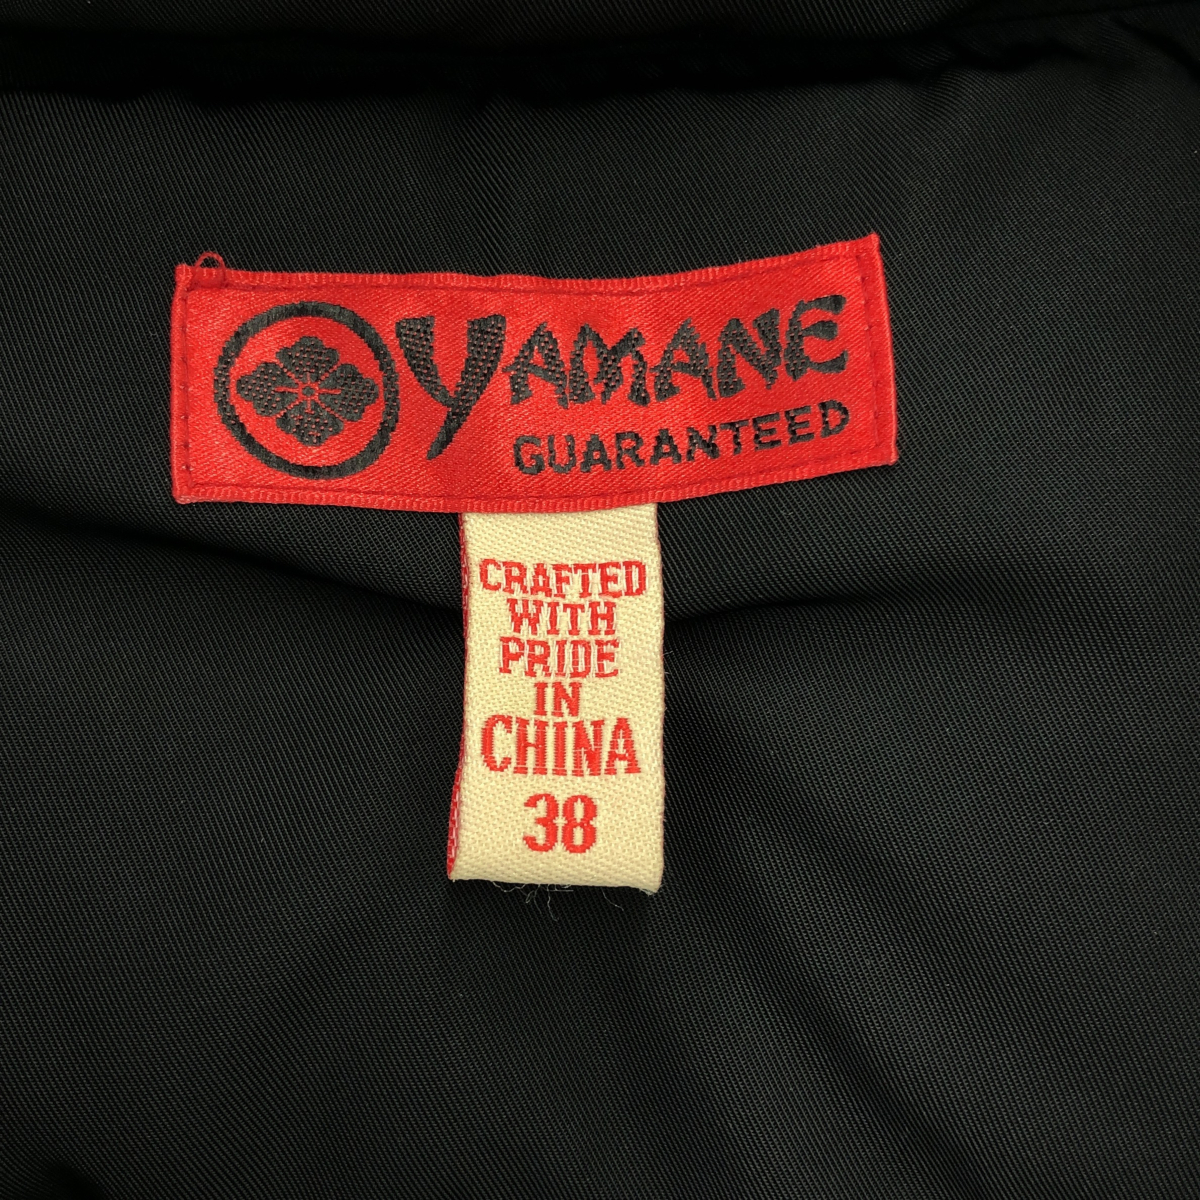 YAMANE
GUARANTEED
CRAFTED
WITH
PRIDE
IN
CHINA
38